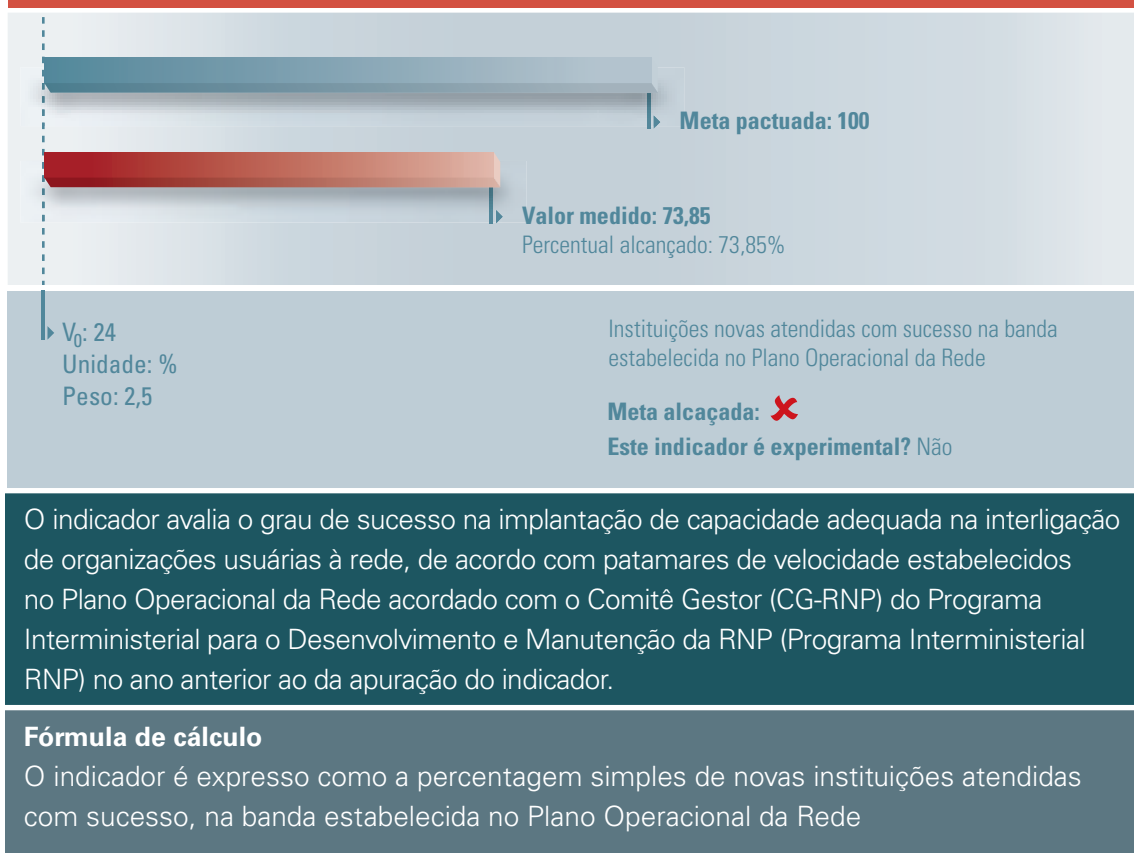 Meta pactuada: 100
Valor medido: 73,85
Percentual alcançado: 73,85%
V0: 24
Unidade: %
Peso: 2,5
Instituições novas atendidas com sucesso na banda
estabelecida no Plano Operacional da Rede
Meta alcaçada:
Este indicador é experimental? Não
O indicador avalia o grau de sucesso na implantação de capacidade adequada na interligação
de organizações usuárias à rede, de acordo com patamares de velocidade estabelecidos
no Plano Operacional da Rede acordado com o Comitê Gestor (CG-RNP) do Programa
Interministerial para o Desenvolvimento e Manutenção da RNP (Programa Interministerial
RNP) no ano anterior ao da apuração do indicador.
Fórmula de cálculo
O indicador é expresso como a percentagem simples de novas instituições atendidas
com sucesso, na banda estabelecida no Plano Operacional da Rede